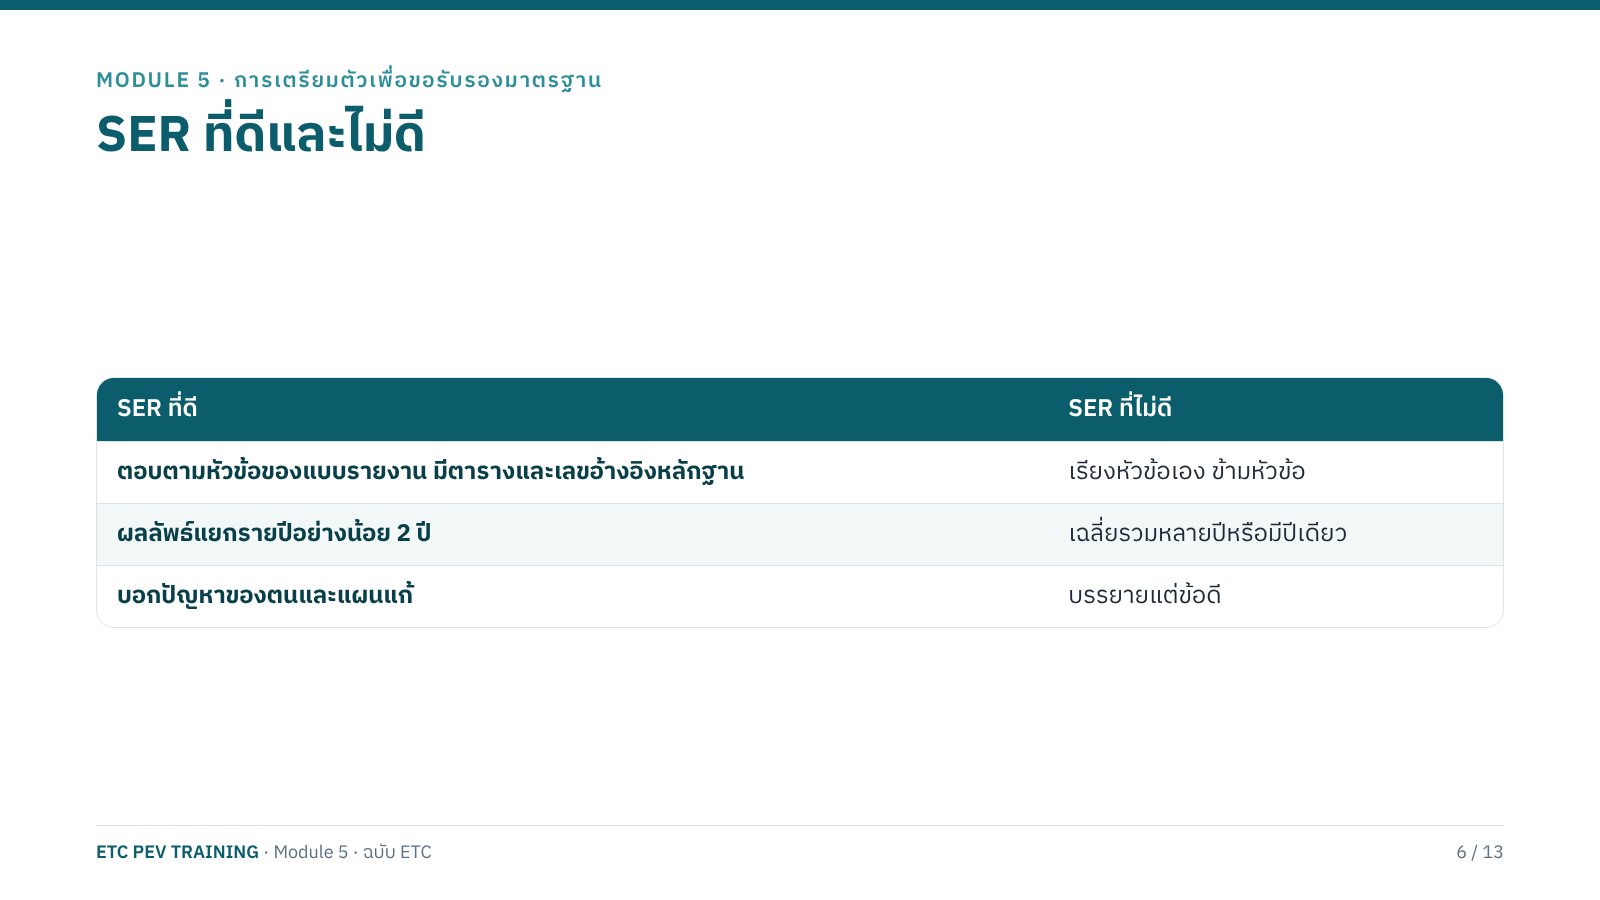 MODULE 5 · การเตรียมตัวเพื่อขอรับรองมาตรฐาน
SER ที่ดีและไม่ดี
SER ที่ดี SER ที่ไม่ดี
ตอบตามหัวข้อของแบบรายงาน มีตารางและเลขอ้างอิงหลักฐาน เรียงหัวข้อเอง ข้ามหัวข้อ
ผลลัพธ์แยกรายปีอย่างน้อย 2 ปี เฉลี่ยรวมหลายปีหรือมีปีเดียว
บอกปัญหาของตนและแผนแก้ บรรยายแต่ข้อดี
ETC PEV TRAINING · Module 5 · ฉบับ ETC 6 / 13